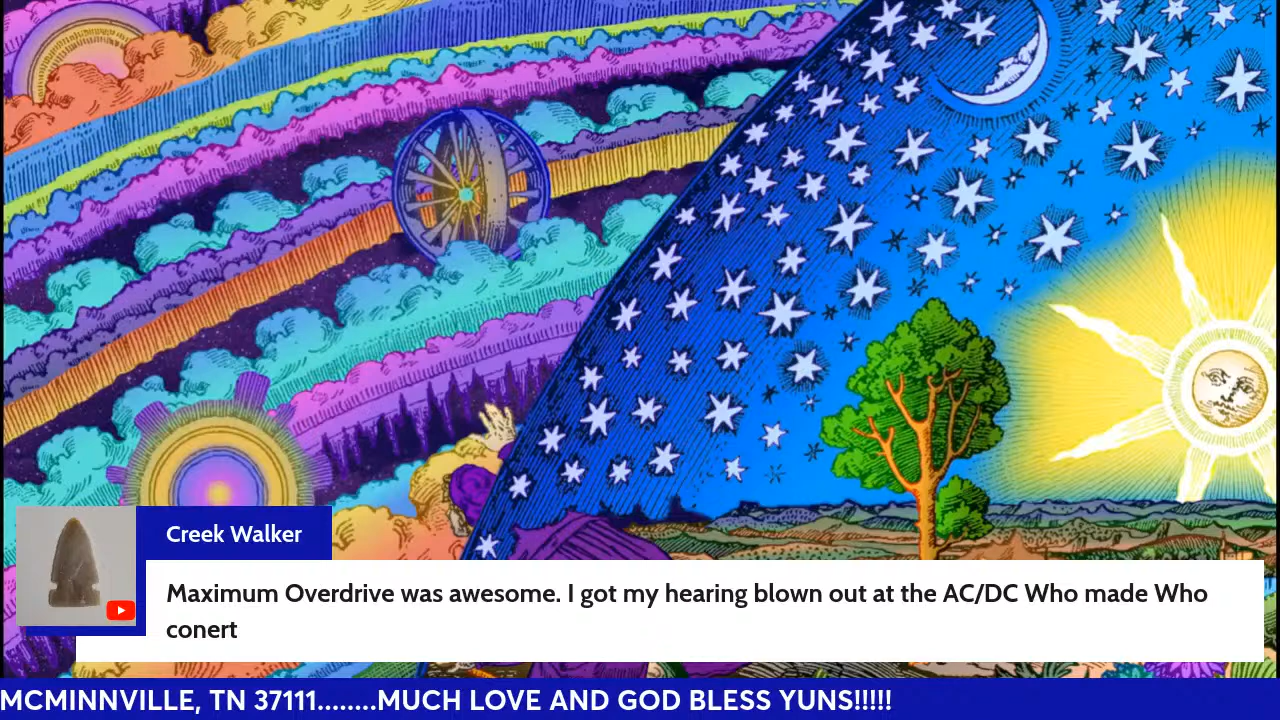 Creek Walker
Maximum Overdrive was awesome. I got my hearing blown out at the AC/DC Who made Who
conert
MCMINNVILLE, TN 37111........MUCH LOVE AND GOD BLESS YUNS!!!!!